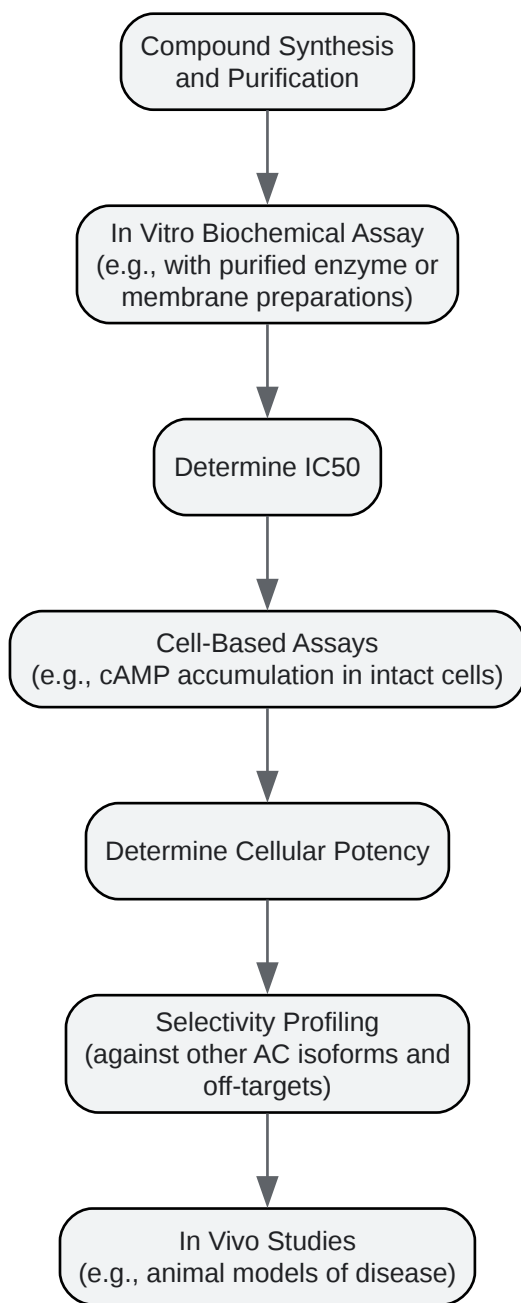 Compound Synthesis
and Purification
In Vitro Biochemical Assay
(e.g., with purified enzyme or
membrane preparations)
Determine IC50
Cell-Based Assays
(e.g., cAMP accumulation in intact cells)
Determine Cellular Potency
Selectivity Profiling
(against other AC isoforms and
off-targets)
In Vivo Studies
(e.g., animal models of disease)